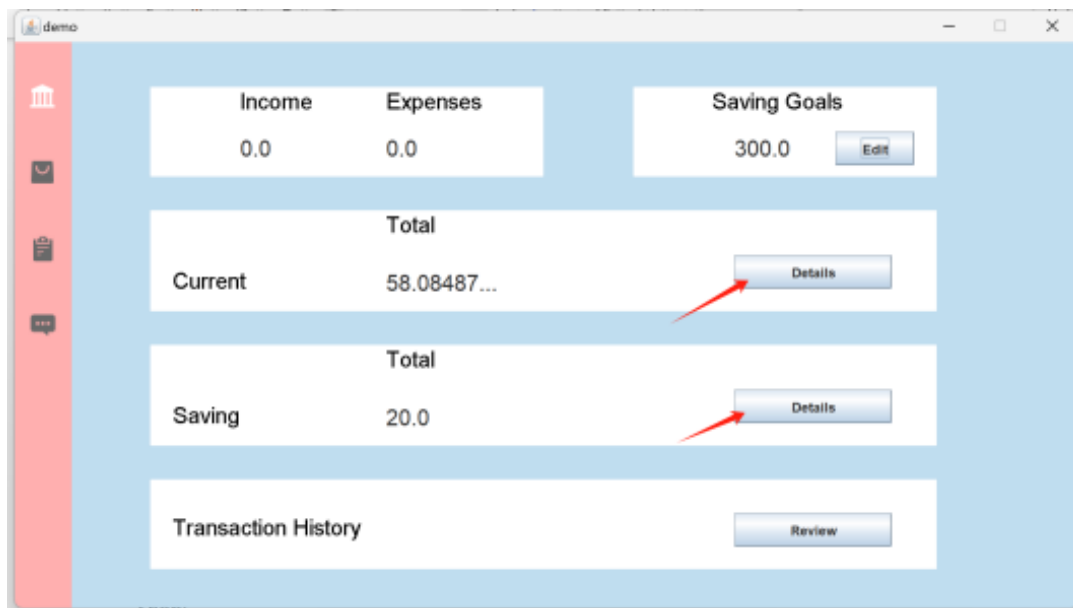 demo
Income Expenses
0.0 0.0
Saving Goals
300.0 Edit
Total
Current 58.08487... Details
Total
Saving 20.0 Details
Transaction History Review